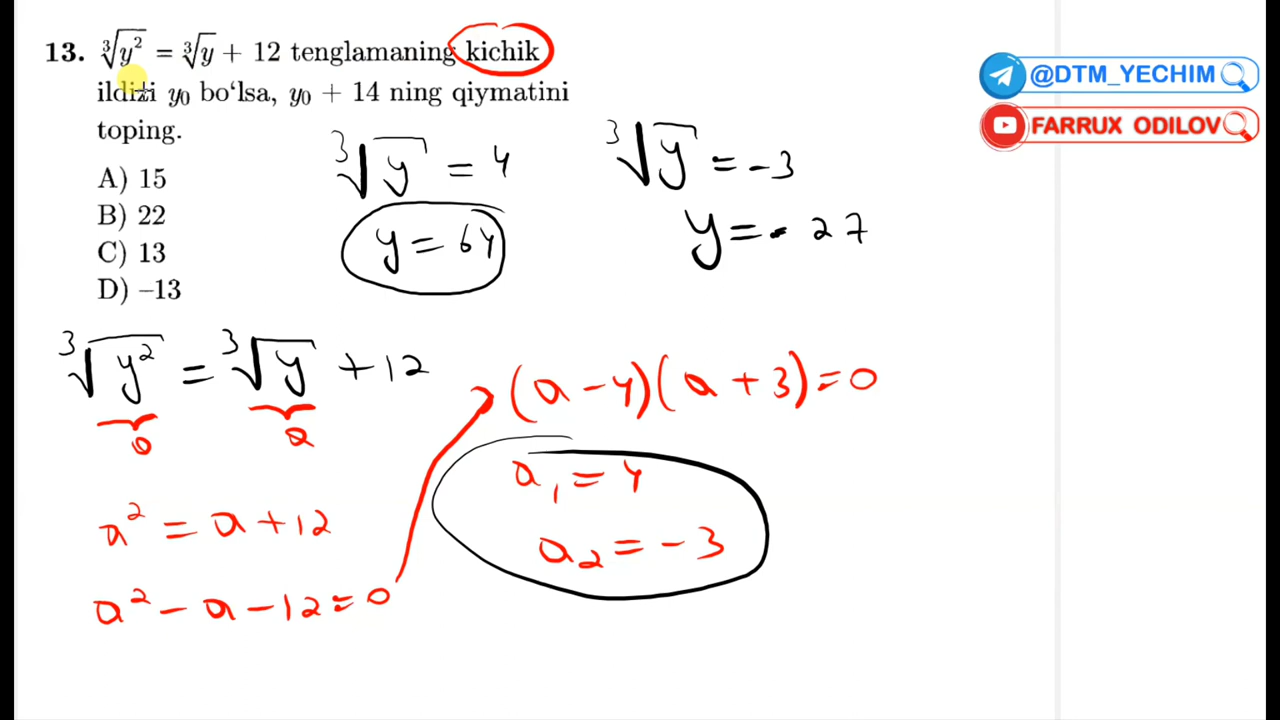 13. ∛y² = ∛y + 12 tenglamaning kichik
ildizi y₀ bo‘lsa, y₀ + 14 ning qiymatini
toping.
A) 15
B) 22
C) 13
D) –13
@DTM_YECHIM
FARRUX ODILOV
∛y = 4
y = 64
∛y = -3
y = -27
∛y² = ∛y + 12
a
a² = a + 12
a² - a - 12 = 0
(a - 4)(a + 3) = 0
a₁ = 4
a₂ = -3